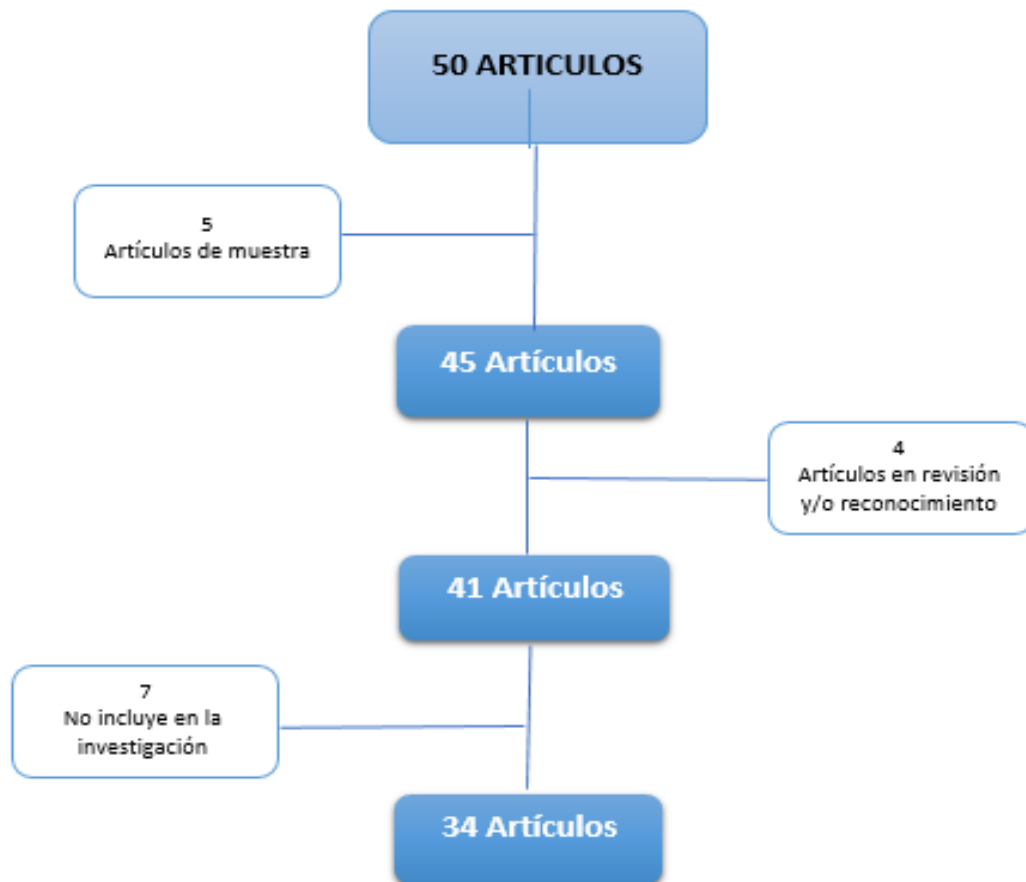 50 ARTICULOS
5
Artículos de muestra
45 Artículos
4
Artículos en revisión
y/o reconocimiento
41 Artículos
7
No incluye en la
investigación
34 Artículos